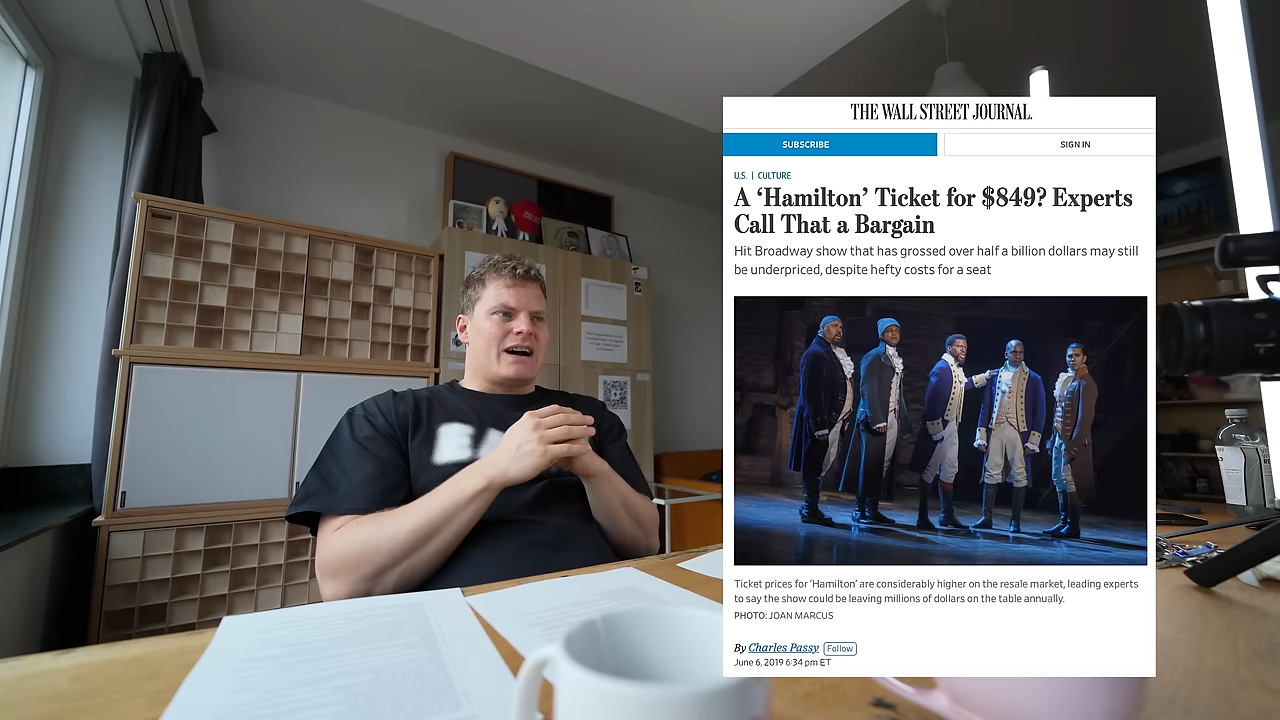 THE WALL STREET JOURNAL.
SUBSCRIBE
SIGN IN
U.S. | CULTURE
A ‘Hamilton’ Ticket for $849? Experts
Call That a Bargain
Hit Broadway show that has grossed over half a billion dollars may still
be underpriced, despite hefty costs for a seat
Ticket prices for ‘Hamilton’ are considerably higher on the resale market, leading experts
to say the show could be leaving millions of dollars on the table annually.
PHOTO: JOAN MARCUS
By Charles Passy Follow
June 6, 2019 6:34 pm ET